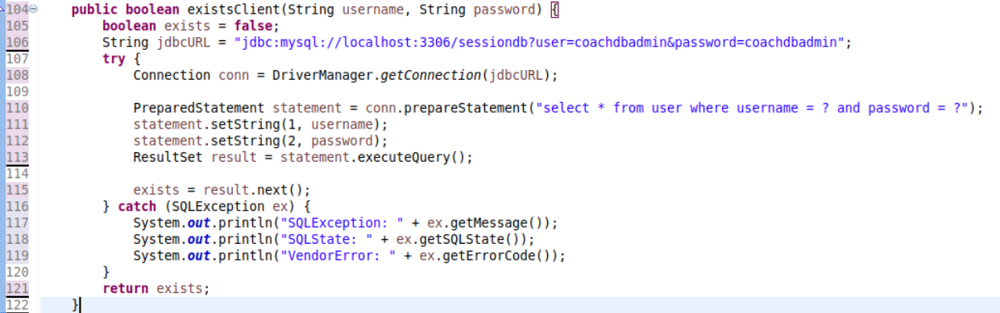 104    public boolean existsClient(String username, String password) {
105        boolean exists = false;
106        String jdbcURL = "jdbc:mysql://localhost:3306/sessiondb?user=coachdbadmin&password=coachdbadmin";
107        try {
108            Connection conn = DriverManager.getConnection(jdbcURL);
109
110            PreparedStatement statement = conn.prepareStatement("select * from user where username = ? and password = ?");
111            statement.setString(1, username);
112            statement.setString(2, password);
113            ResultSet result = statement.executeQuery();
114
115            exists = result.next();
116        } catch (SQLException ex) {
117            System.out.println("SQLException: " + ex.getMessage());
118            System.out.println("SQLState: " + ex.getSQLState());
119            System.out.println("VendorError: " + ex.getErrorCode());
120        }
121        return exists;
122    }